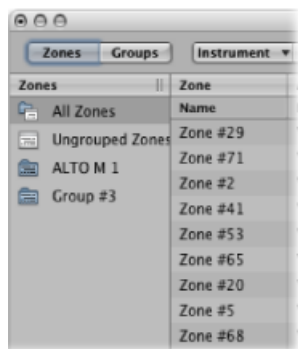 Zones Groups Instrument
Zones Zone
All Zones Name
Ungrouped Zones Zone #29
ALTO M 1 Zone #71
Group #3 Zone #2
Zone #41
Zone #53
Zone #65
Zone #20
Zone #5
Zone #68